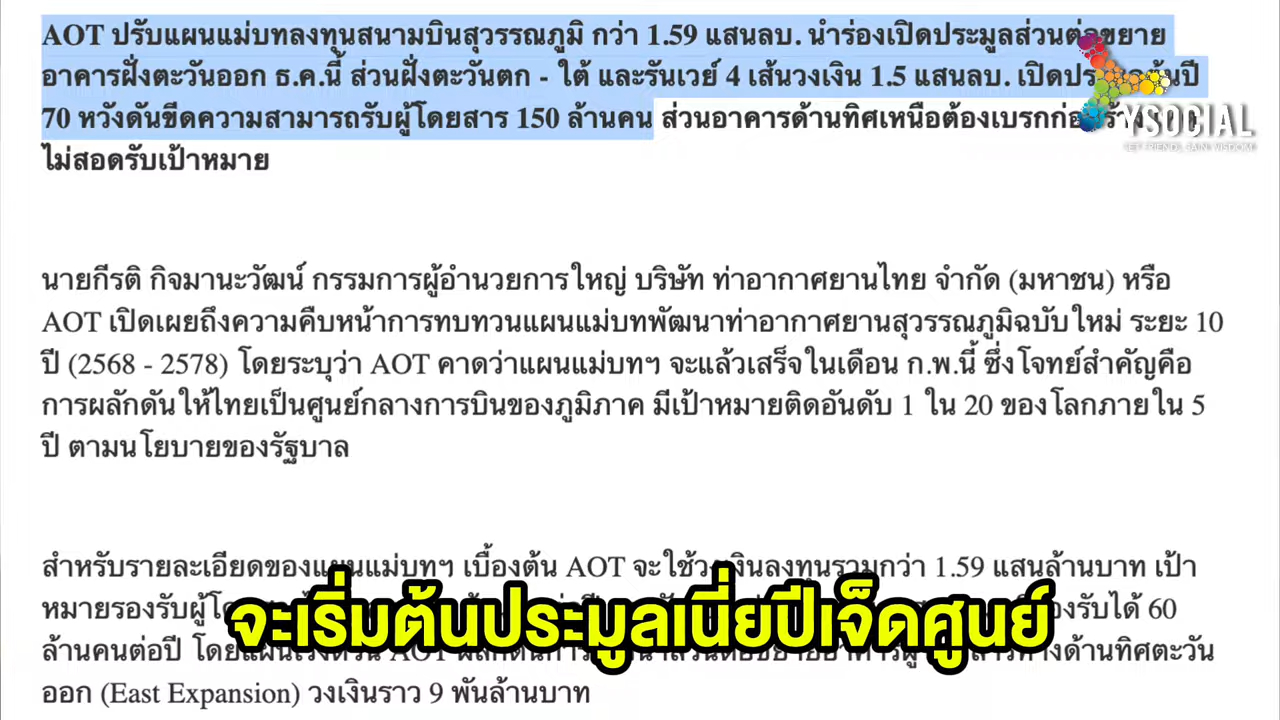 AOT ปรับแผนแม่บทลงทุนสนามบินสุวรรณภูมิ กว่า 1.59 แสนลบ. นำร่องเปิดประมูลส่วนต่อขยาย
อาคารฝั่งตะวันออก ธ.ค.นี้ ส่วนฝั่งตะวันตก - ใต้ และรันเวย์ 4 เส้นวงเงิน 1.5 แสนลบ. ต้นปี
70 หวังดันขีดความสามารถรับผู้โดยสาร 150 ล้านคน ส่วนอาคารด้านทิศเหนือต้องเบรกก่อ
YSOCIAL
ไม่สอดรับเป้าหมาย
นายกีรติ กิจมานะวัฒน์ กรรมการผู้อำนวยการใหญ่ บริษัท ท่าอากาศยานไทย จำกัด (มหาชน) หรือ
AOT เปิดเผยถึงความคืบหน้าการทบทวนแผนแม่บทพัฒนาท่าอากาศยานสุวรรณภูมิฉบับใหม่ ระยะ 10
ปี (2568 - 2578) โดยระบุว่า AOT คาดว่าแผนแม่บทฯ จะแล้วเสร็จในเดือน ก.พ.นี้ ซึ่งโจทย์สำคัญคือ
การผลักดันให้ไทยเป็นศูนย์กลางการบินของภูมิภาค มีเป้าหมายติดอันดับ 1 ใน 20 ของโลกภายใน 5
ปี ตามนโยบายของรัฐบาล
สำหรับรายละเอียดของแผนแม่บทฯ เบื้องต้น AOT จะใช้วงเงินลงทุนรวมกว่า 1.59 แสนล้านบาท เป้า
หมายรองรับ รับได้ 60
จะเริ่มต้นประมูลเนี่ยปีเจ็ดศูนย์
ล้านคนต่อปี ทิศตะวัน
ออก (East Expansion) วงเงินราว 9 พันล้านบาท